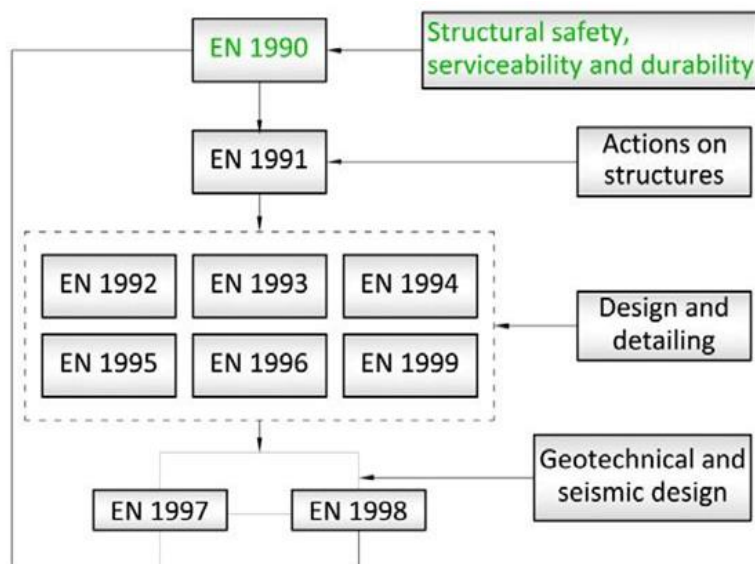 EN 1990
Structural safety,
serviceability and durability
EN 1991
Actions on
structures
EN 1992
EN 1993
EN 1994
EN 1995
EN 1996
EN 1999
Design and
detailing
Geotechnical and
seismic design
EN 1997
EN 1998